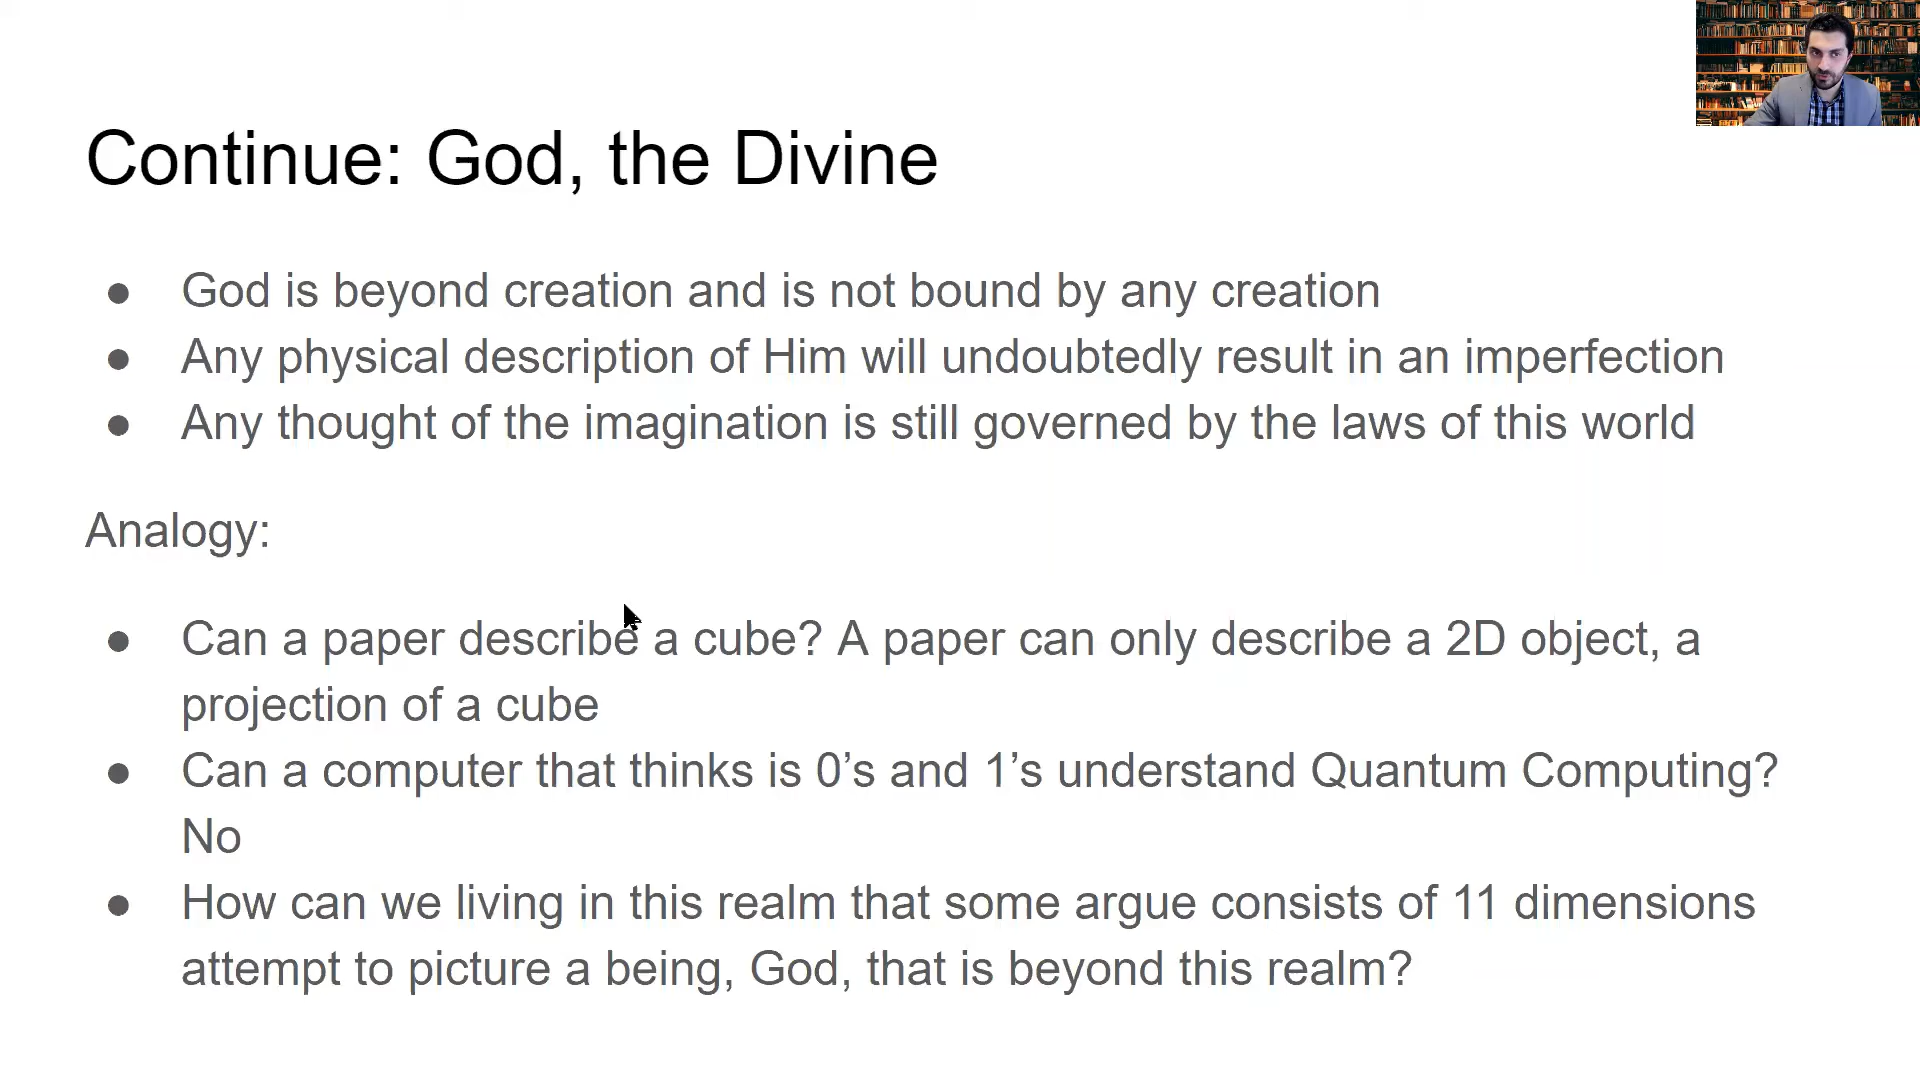 Continue: God, the Divine
● God is beyond creation and is not bound by any creation
● Any physical description of Him will undoubtedly result in an imperfection
● Any thought of the imagination is still governed by the laws of this world
Analogy:
● Can a paper describe a cube? A paper can only describe a 2D object, a
projection of a cube
● Can a computer that thinks is 0’s and 1’s understand Quantum Computing?
No
● How can we living in this realm that some argue consists of 11 dimensions
attempt to picture a being, God, that is beyond this realm?